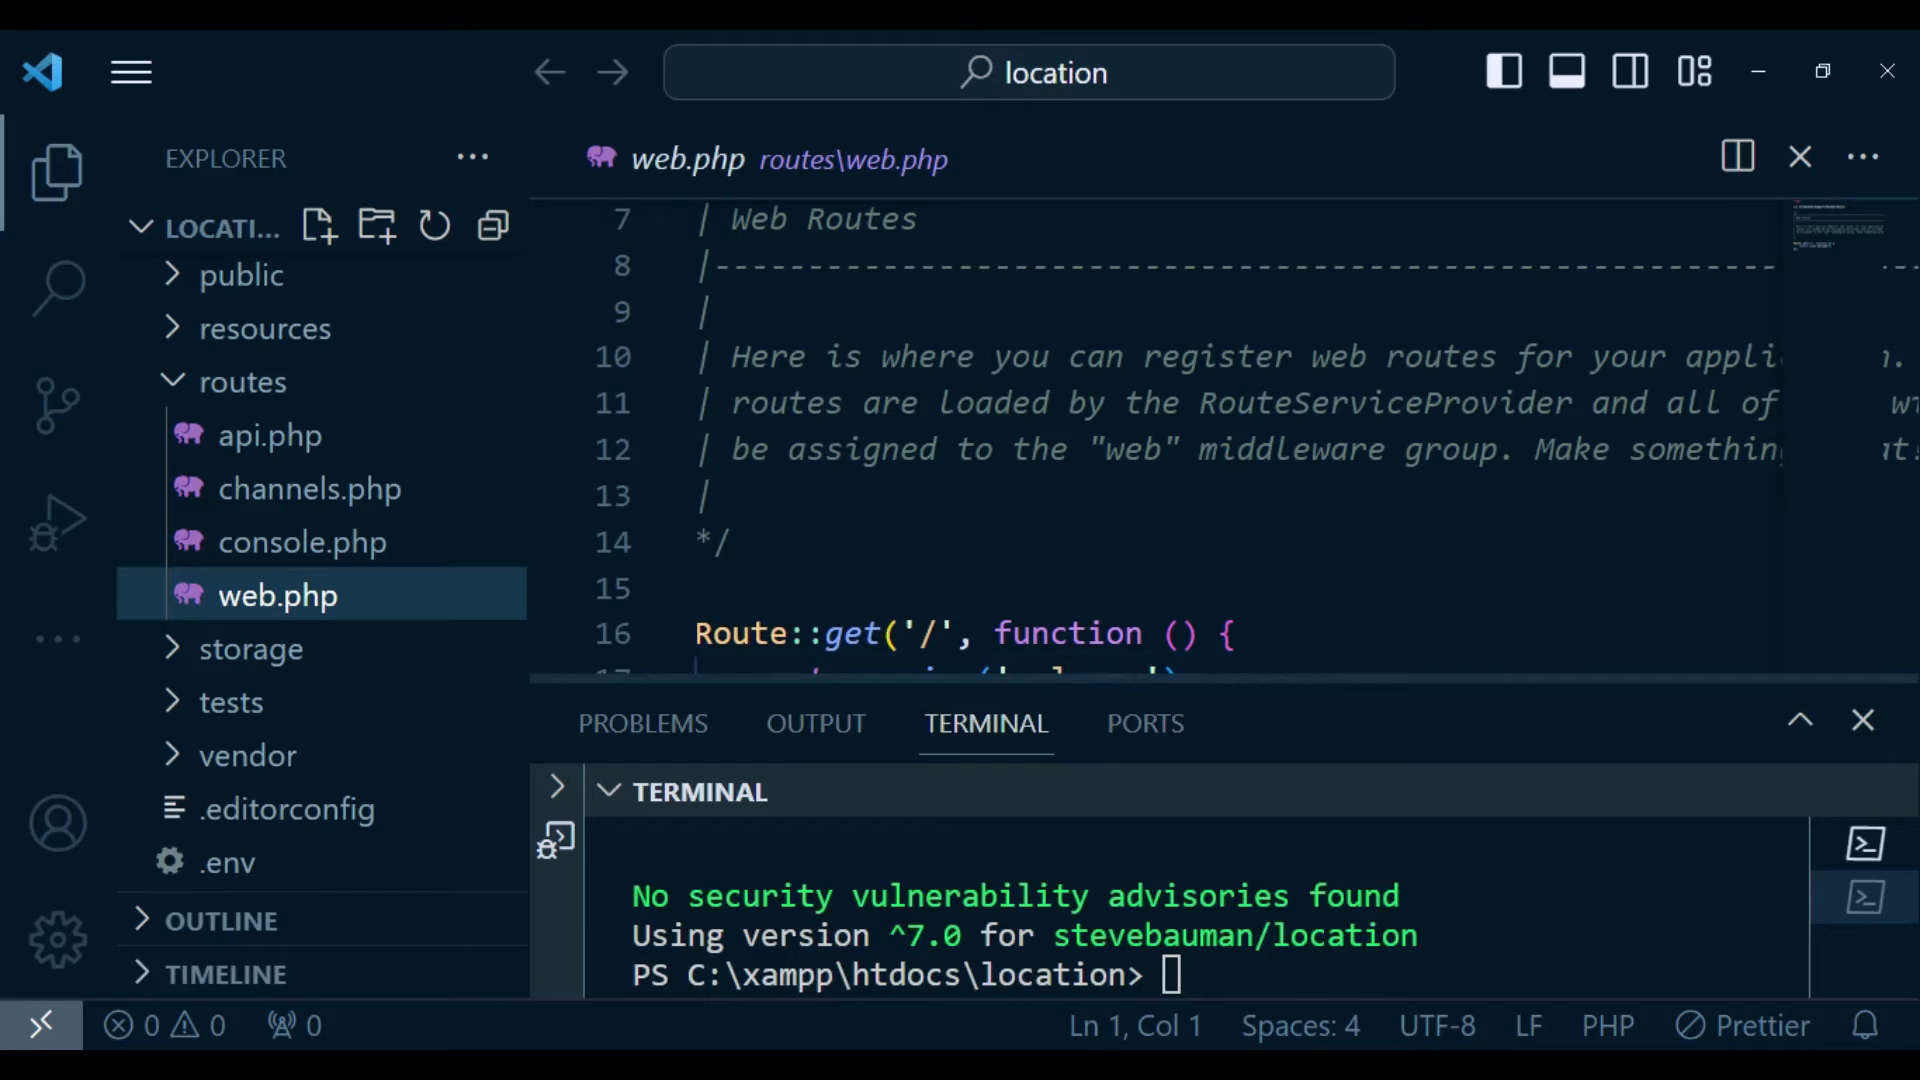 location
EXPLORER
web.php routes\web.php
LOCATI...
public
resources
routes
api.php
channels.php
console.php
web.php
storage
tests
vendor
.editorconfig
.env
OUTLINE
TIMELINE
7 | Web Routes
8 |---------------------------------------------------------
9 |
10 | Here is where you can register web routes for your appli
11 | routes are loaded by the RouteServiceProvider and all of
12 | be assigned to the "web" middleware group. Make something
13 |
14 */
15
16 Route::get('/', function () {
PROBLEMS OUTPUT TERMINAL PORTS
TERMINAL
No security vulnerability advisories found
Using version ^7.0 for stevebauman/location
PS C:\xampp\htdocs\location>
0 0 0 Ln 1, Col 1 Spaces: 4 UTF-8 LF PHP Prettier